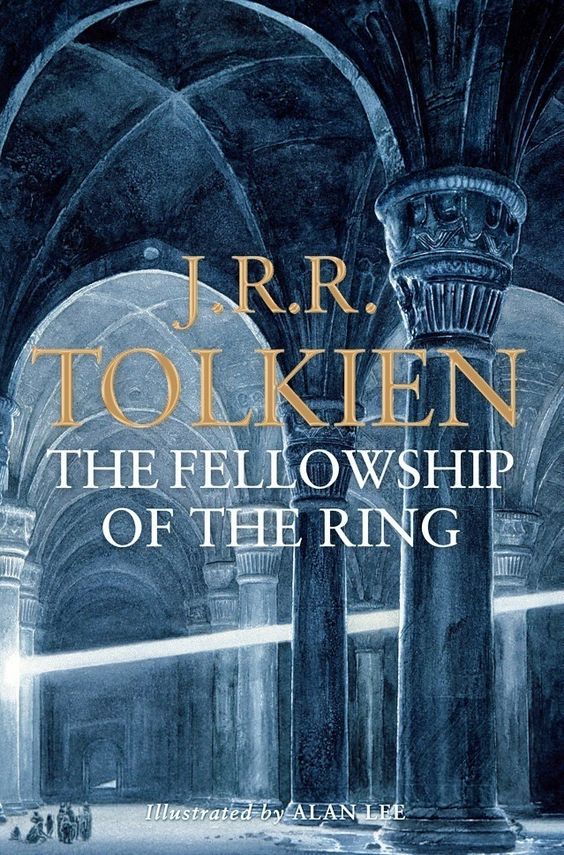 J.R.R.
TOLKIEN
THE FELLOWSHIP
OF THE RING
Illustrated by ALAN LEE